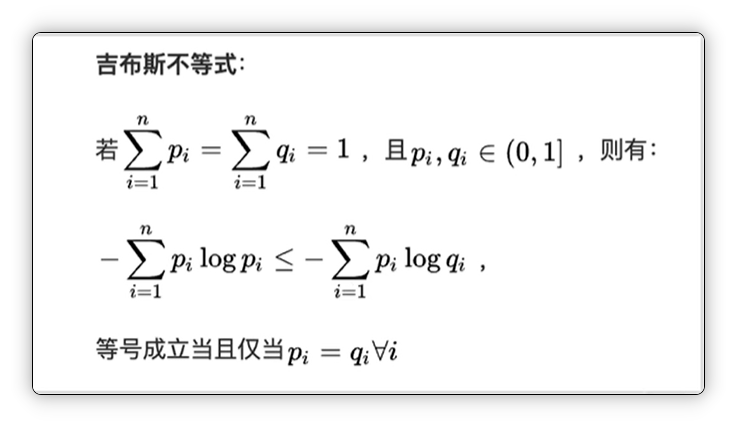 吉布斯不等式：
若 $\sum_{i=1}^{n} p_i = \sum_{i=1}^{n} q_i = 1$ ，且 $p_i, q_i \in (0, 1]$ ，则有：
$-\sum_{i=1}^{n} p_i \log p_i \leq -\sum_{i=1}^{n} p_i \log q_i$ ，
等号成立当且仅当 $p_i = q_i \forall i$